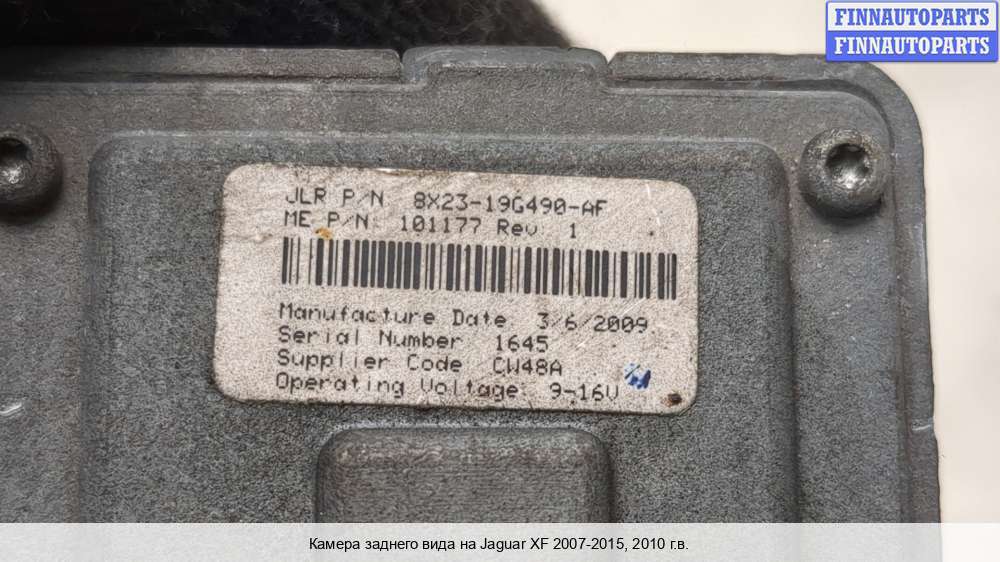 FINNAUTOPARTS
FINNAUTOPARTS
JLR P/N 8X23-19G490-AF
ME P/N 101177 Rev 1
Manufacture Date 3/6/2009
Serial Number 1645
Supplier Code CW48A
Operating Voltage 9-16V
Камера заднего вида на Jaguar XF 2007-2015, 2010 г.в.